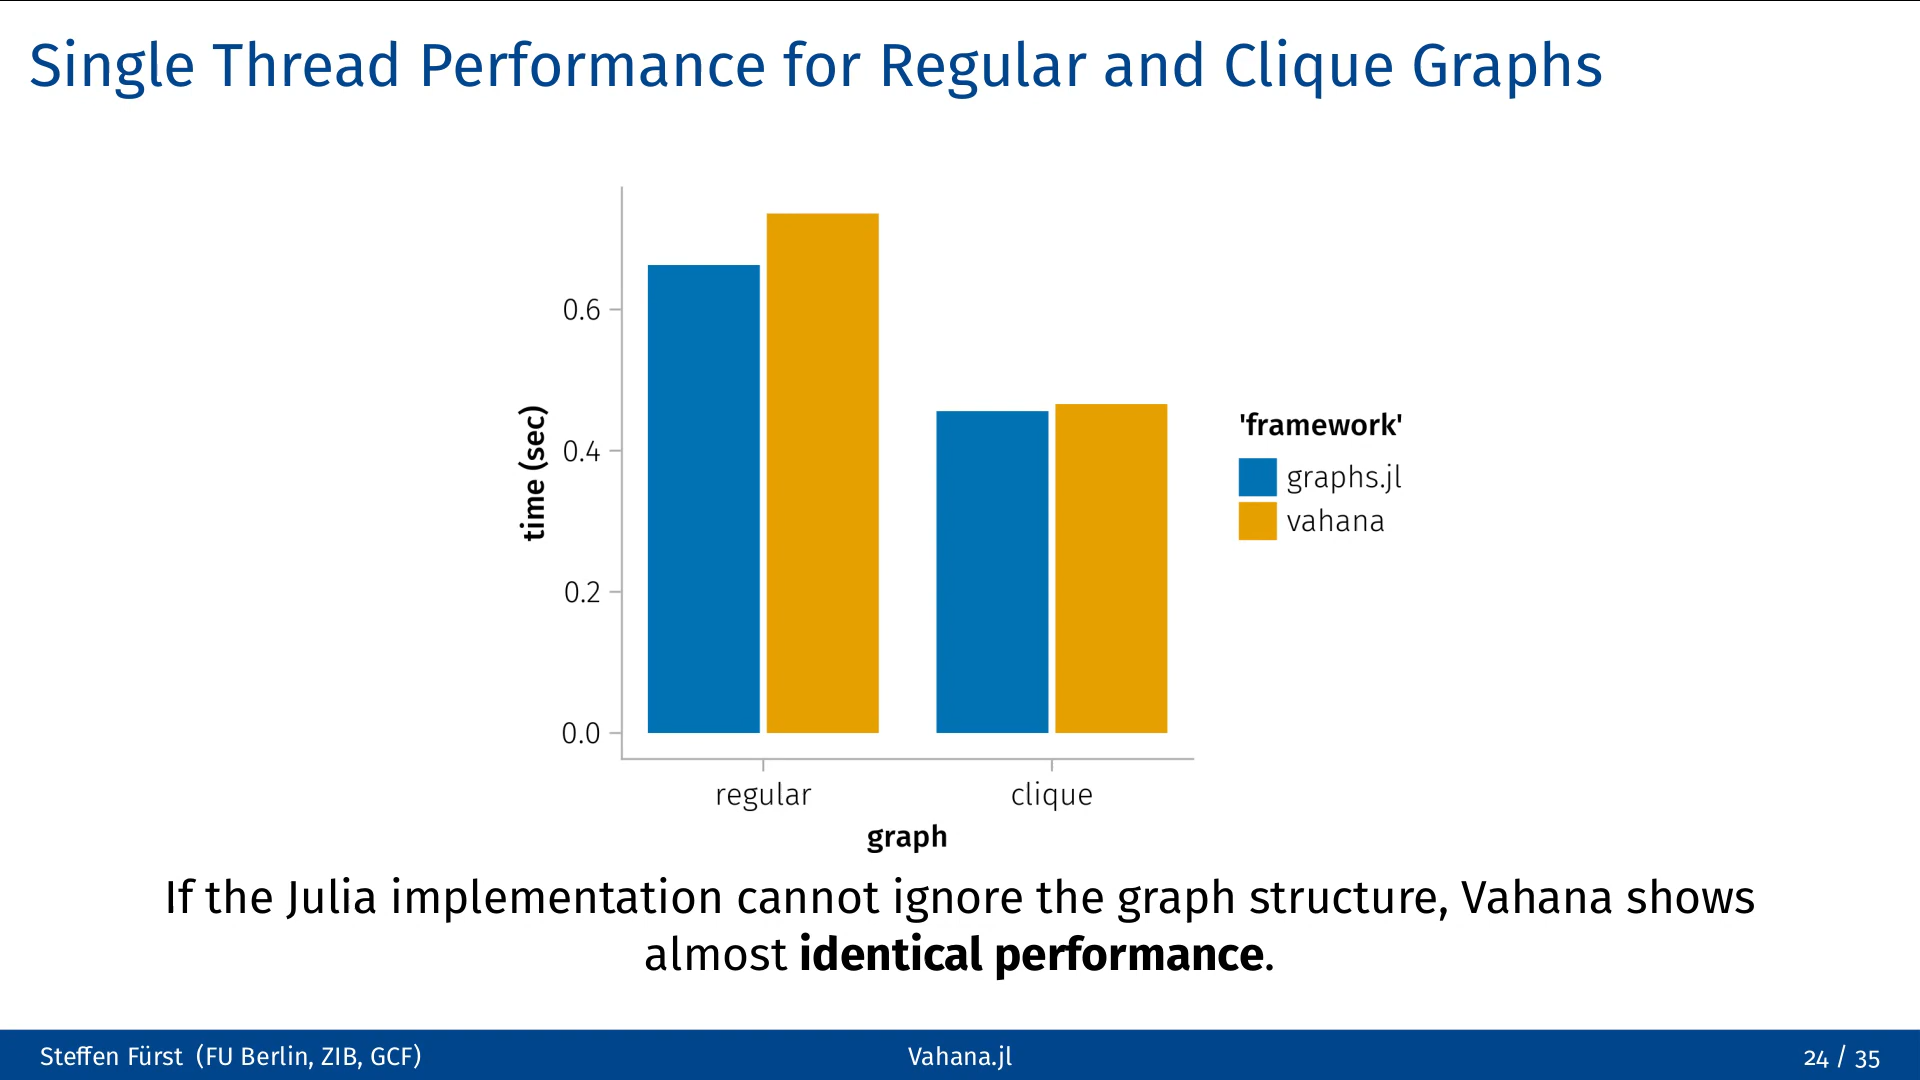 Single Thread Performance for Regular and Clique Graphs
0.6
0.4
0.2
0.0
time (sec)
regular
clique
graph
'framework'
graphs.jl
vahana
If the Julia implementation cannot ignore the graph structure, Vahana shows
almost identical performance.
Steffen Fürst (FU Berlin, ZIB, GCF)
Vahana.jl
24 / 35